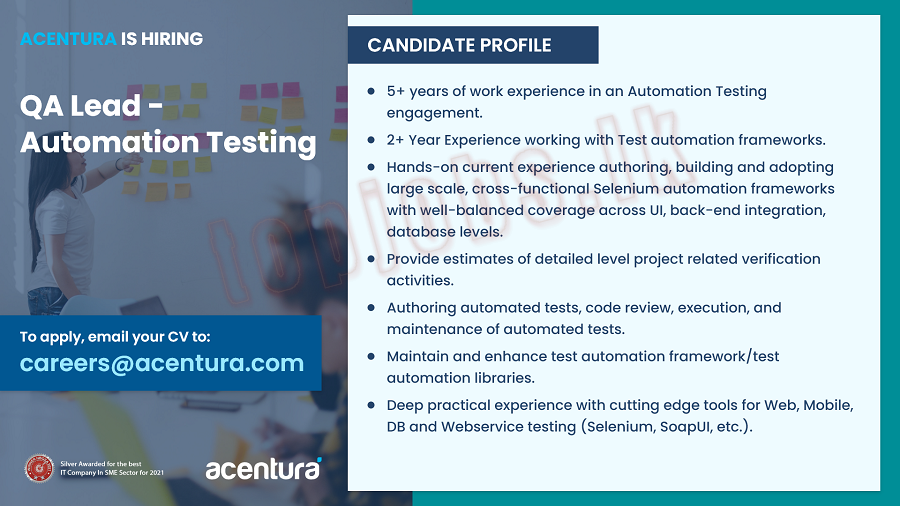 ACENTURA IS HIRING
QA Lead -
Automation Testing
To apply, email your CV to:
careers@acentura.com
Silver Awarded for the best
IT Company In SME Sector for 2021
acentura
CANDIDATE PROFILE
5+ years of work experience in an Automation Testing
engagement.
2+ Year Experience working with Test automation frameworks.
Hands-on current experience authoring, building and adopting
large scale, cross-functional Selenium automation frameworks
with well-balanced coverage across UI, back-end integration,
database levels.
Provide estimates of detailed level project related verification
activities.
Authoring automated tests, code review, execution, and
maintenance of automated tests.
Maintain and enhance test automation framework/test
automation libraries.
Deep practical experience with cutting edge tools for Web, Mobile,
DB and Webservice testing (Selenium, SoapUI, etc.).
topjobs.lk